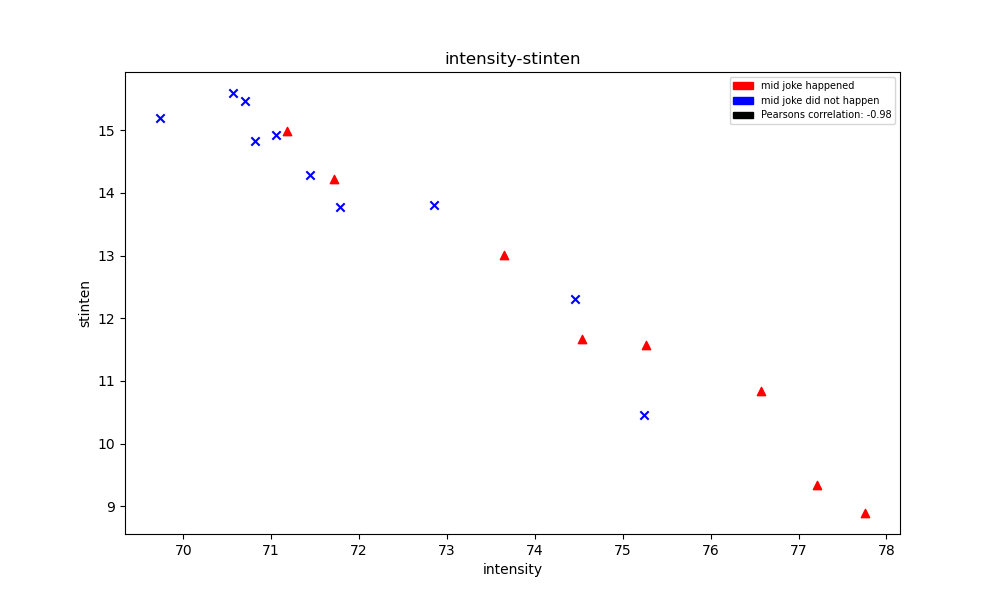 intensity-stinten
mid joke happened
mid joke did not happen
Pearsons correlation: -0.98
15
14
13
12
11
10
9
stinten
70 71 72 73 74 75 76 77 78
intensity